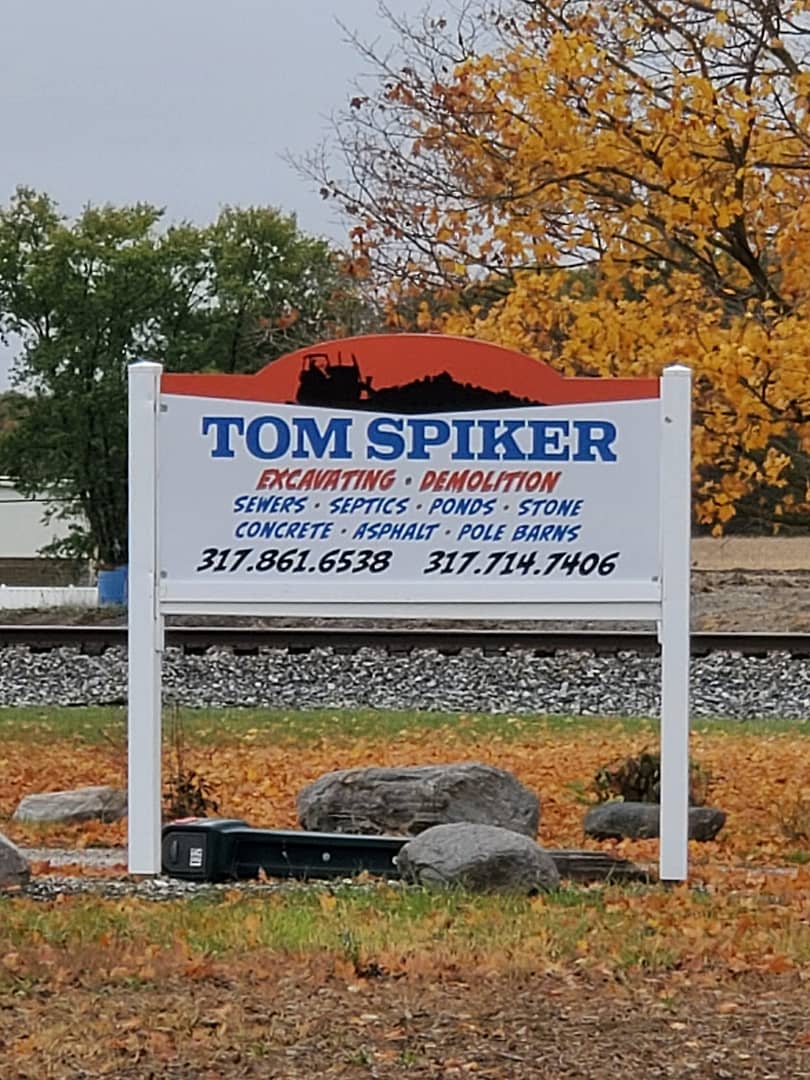 TOM SPIKER
EXCAVATING · DEMOLITION
SEWERS · SEPTICS · PONDS · STONE
CONCRETE · ASPHALT · POLE BARNS
317.861.6538 317.714.7406